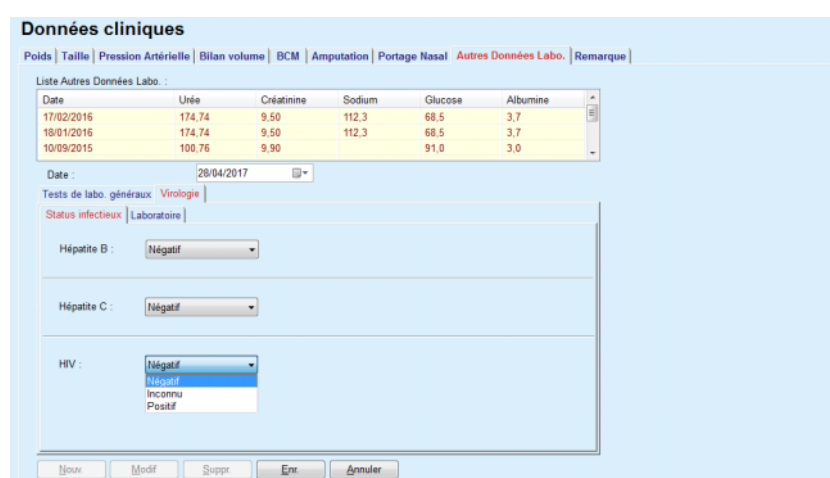 Données cliniques
Poids Taille Pression Artérielle Bilan volume BCM Amputation Portage Nasal Autres Données Labo. Remarque
Liste Autres Données Labo. :
Date Urée Créatinine Sodium Glucose Albumine
17/02/2016 174,74 9,50 112,3 68,5 3,7
18/01/2016 174,74 9,50 112,3 68,5 3,7
10/09/2015 100,76 9,90 91,0 3,0
Date : 28/04/2017
Tests de labo. généraux Virologie
Status infectieux Laboratoire
Hépatite B : Négatif
Hépatite C : Négatif
HIV : Négatif
Négatif
Inconnu
Positif
Nouv. Modif Suppr. Enr. Annuler